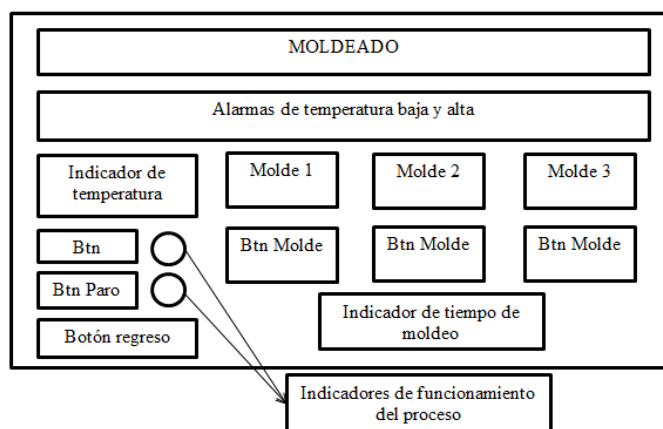 MOLDEADO
Alarmas de temperatura baja y alta
Indicador de
temperatura
Molde 1
Molde 2
Molde 3
Btn
Btn Molde
Btn Molde
Btn Molde
Btn Paro
Indicador de tiempo de
moldeo
Botón regreso
Indicadores de funcionamiento
del proceso